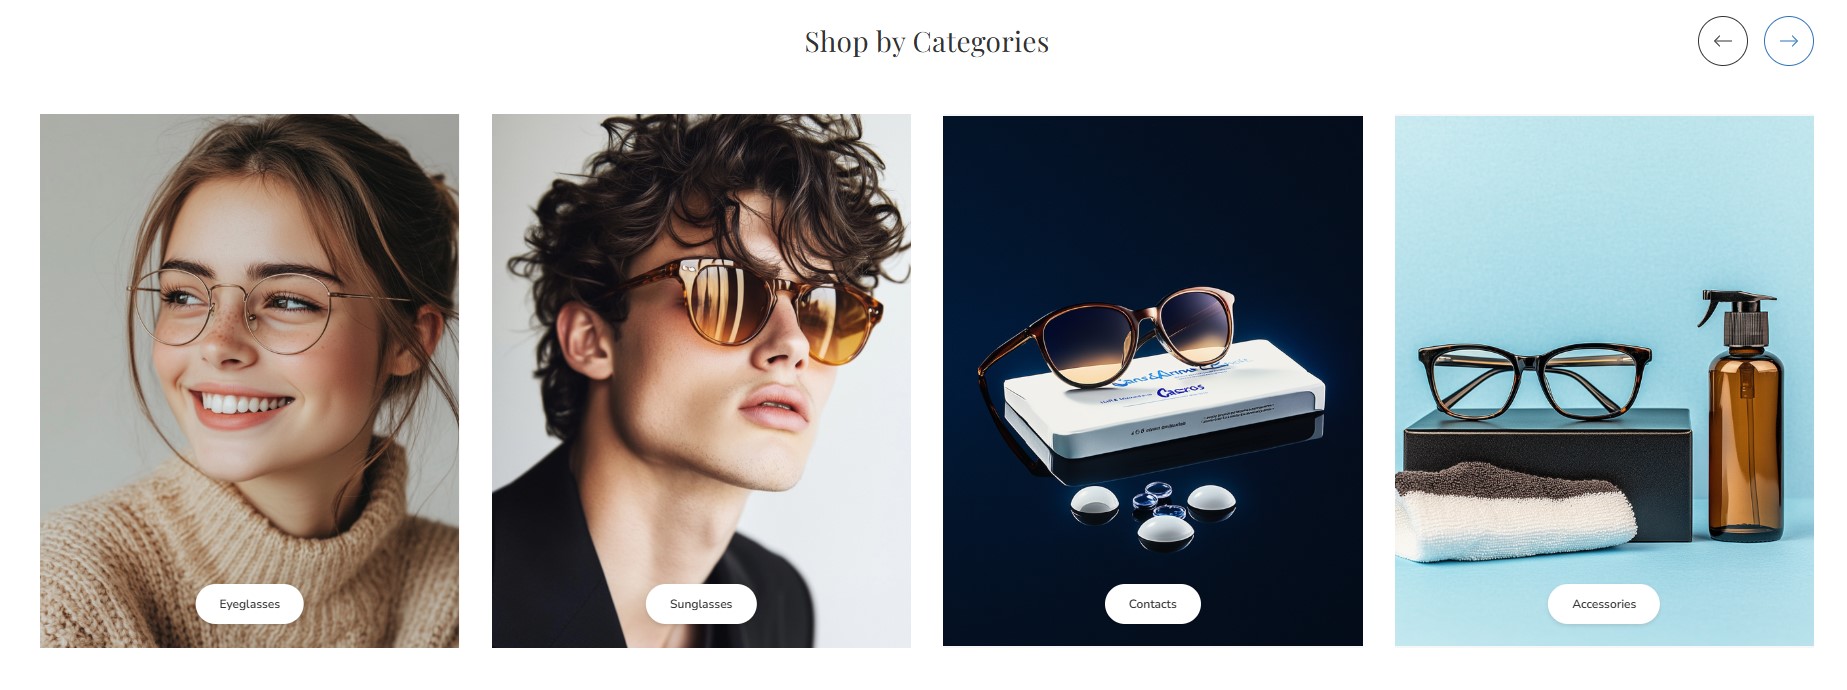 Shop by Categories
Eyeglasses
Sunglasses
Contacts
Accessories